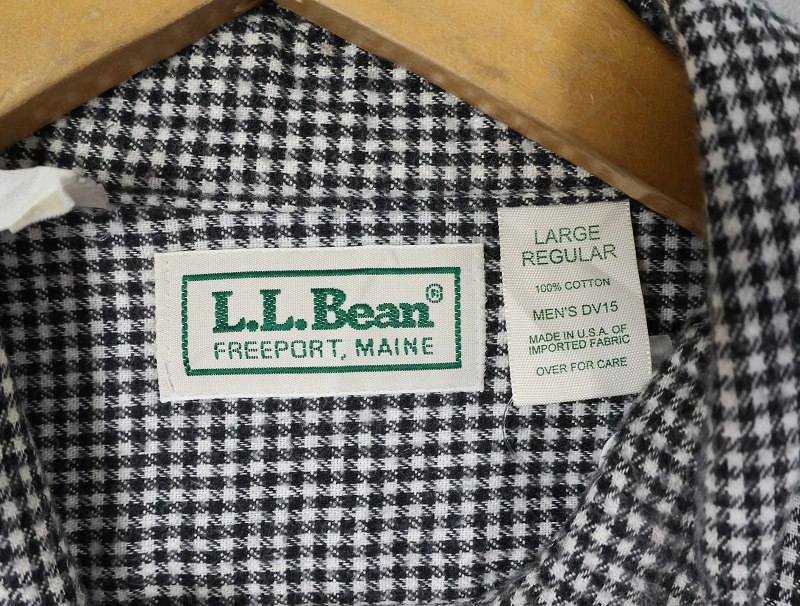 L.L.Bean®
FREEPORT, MAINE
LARGE
REGULAR
100% COTTON
MEN'S DV15
MADE IN U.S.A. OF
IMPORTED FABRIC
OVER FOR CARE